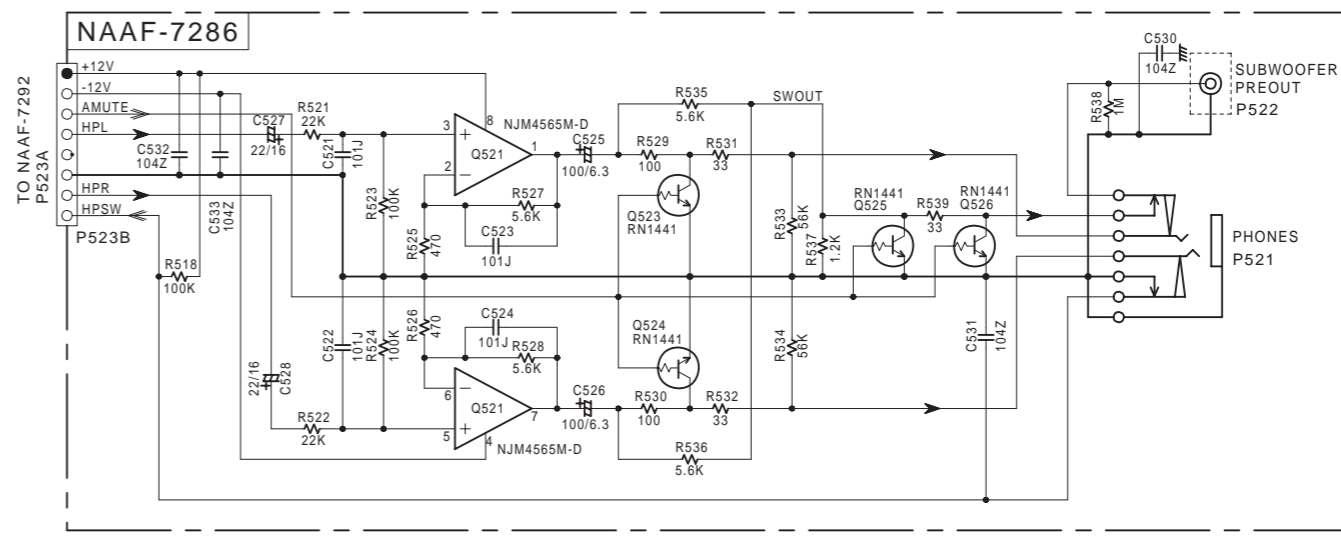 NAAF-7286
TO NAAF-7292
P523A
+12V
-12V
AMUTE
HPL
HPR
HPSW
P523B
C532
104Z
C533
104Z
R518
100K
C527
22/16
R521
22K
C521
101J
R523
100K
3
+
2
−
8
1
Q521
NJM4565M-D
R525
470
R527
5.6K
C523
101J
C525
100/6.3
R535
5.6K
SWOUT
R529
100
R531
33
Q523
RN1441
R533
56K
R537
1.2K
RN1441
Q525
R539
33
RN1441
Q526
C530
104Z
R538
1M
SUBWOOFER
PREOUT
P522
PHONES
P521
22/16
C528
R522
22K
C522
101J
R524
100K
R526
470
C524
101J
R528
5.6K
6
−
5
+
4
7
Q521
NJM4565M-D
C526
100/6.3
Q524
RN1441
R530
100
R532
33
R536
5.6K
R534
56K
C531
104Z